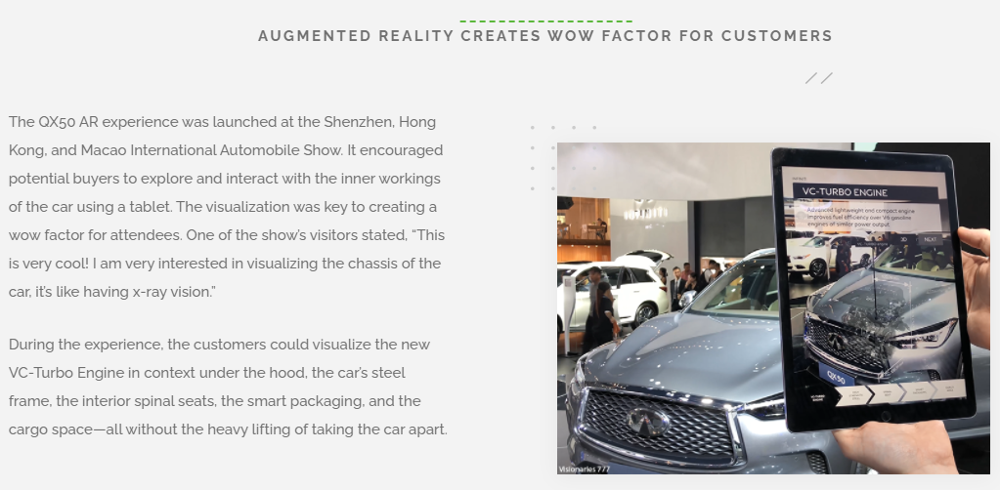 AUGMENTED REALITY CREATES WOW FACTOR FOR CUSTOMERS
The QX50 AR experience was launched at the Shenzhen, Hong
Kong, and Macao International Automobile Show. It encouraged
potential buyers to explore and interact with the inner workings
of the car using a tablet. The visualization was key to creating a
wow factor for attendees. One of the show’s visitors stated, “This
is very cool! I am very interested in visualizing the chassis of the
car, it’s like having x-ray vision.”
During the experience, the customers could visualize the new
VC-Turbo Engine in context under the hood, the car’s steel
frame, the interior spinal seats, the smart packaging, and the
cargo space—all without the heavy lifting of taking the car apart.
VC-TURBO ENGINE
Advanced lightweight and compact engine
improves fuel efficiency over V6 gasoline
engines of similar power output
3D
NEXT
QX50
Visionaries 777